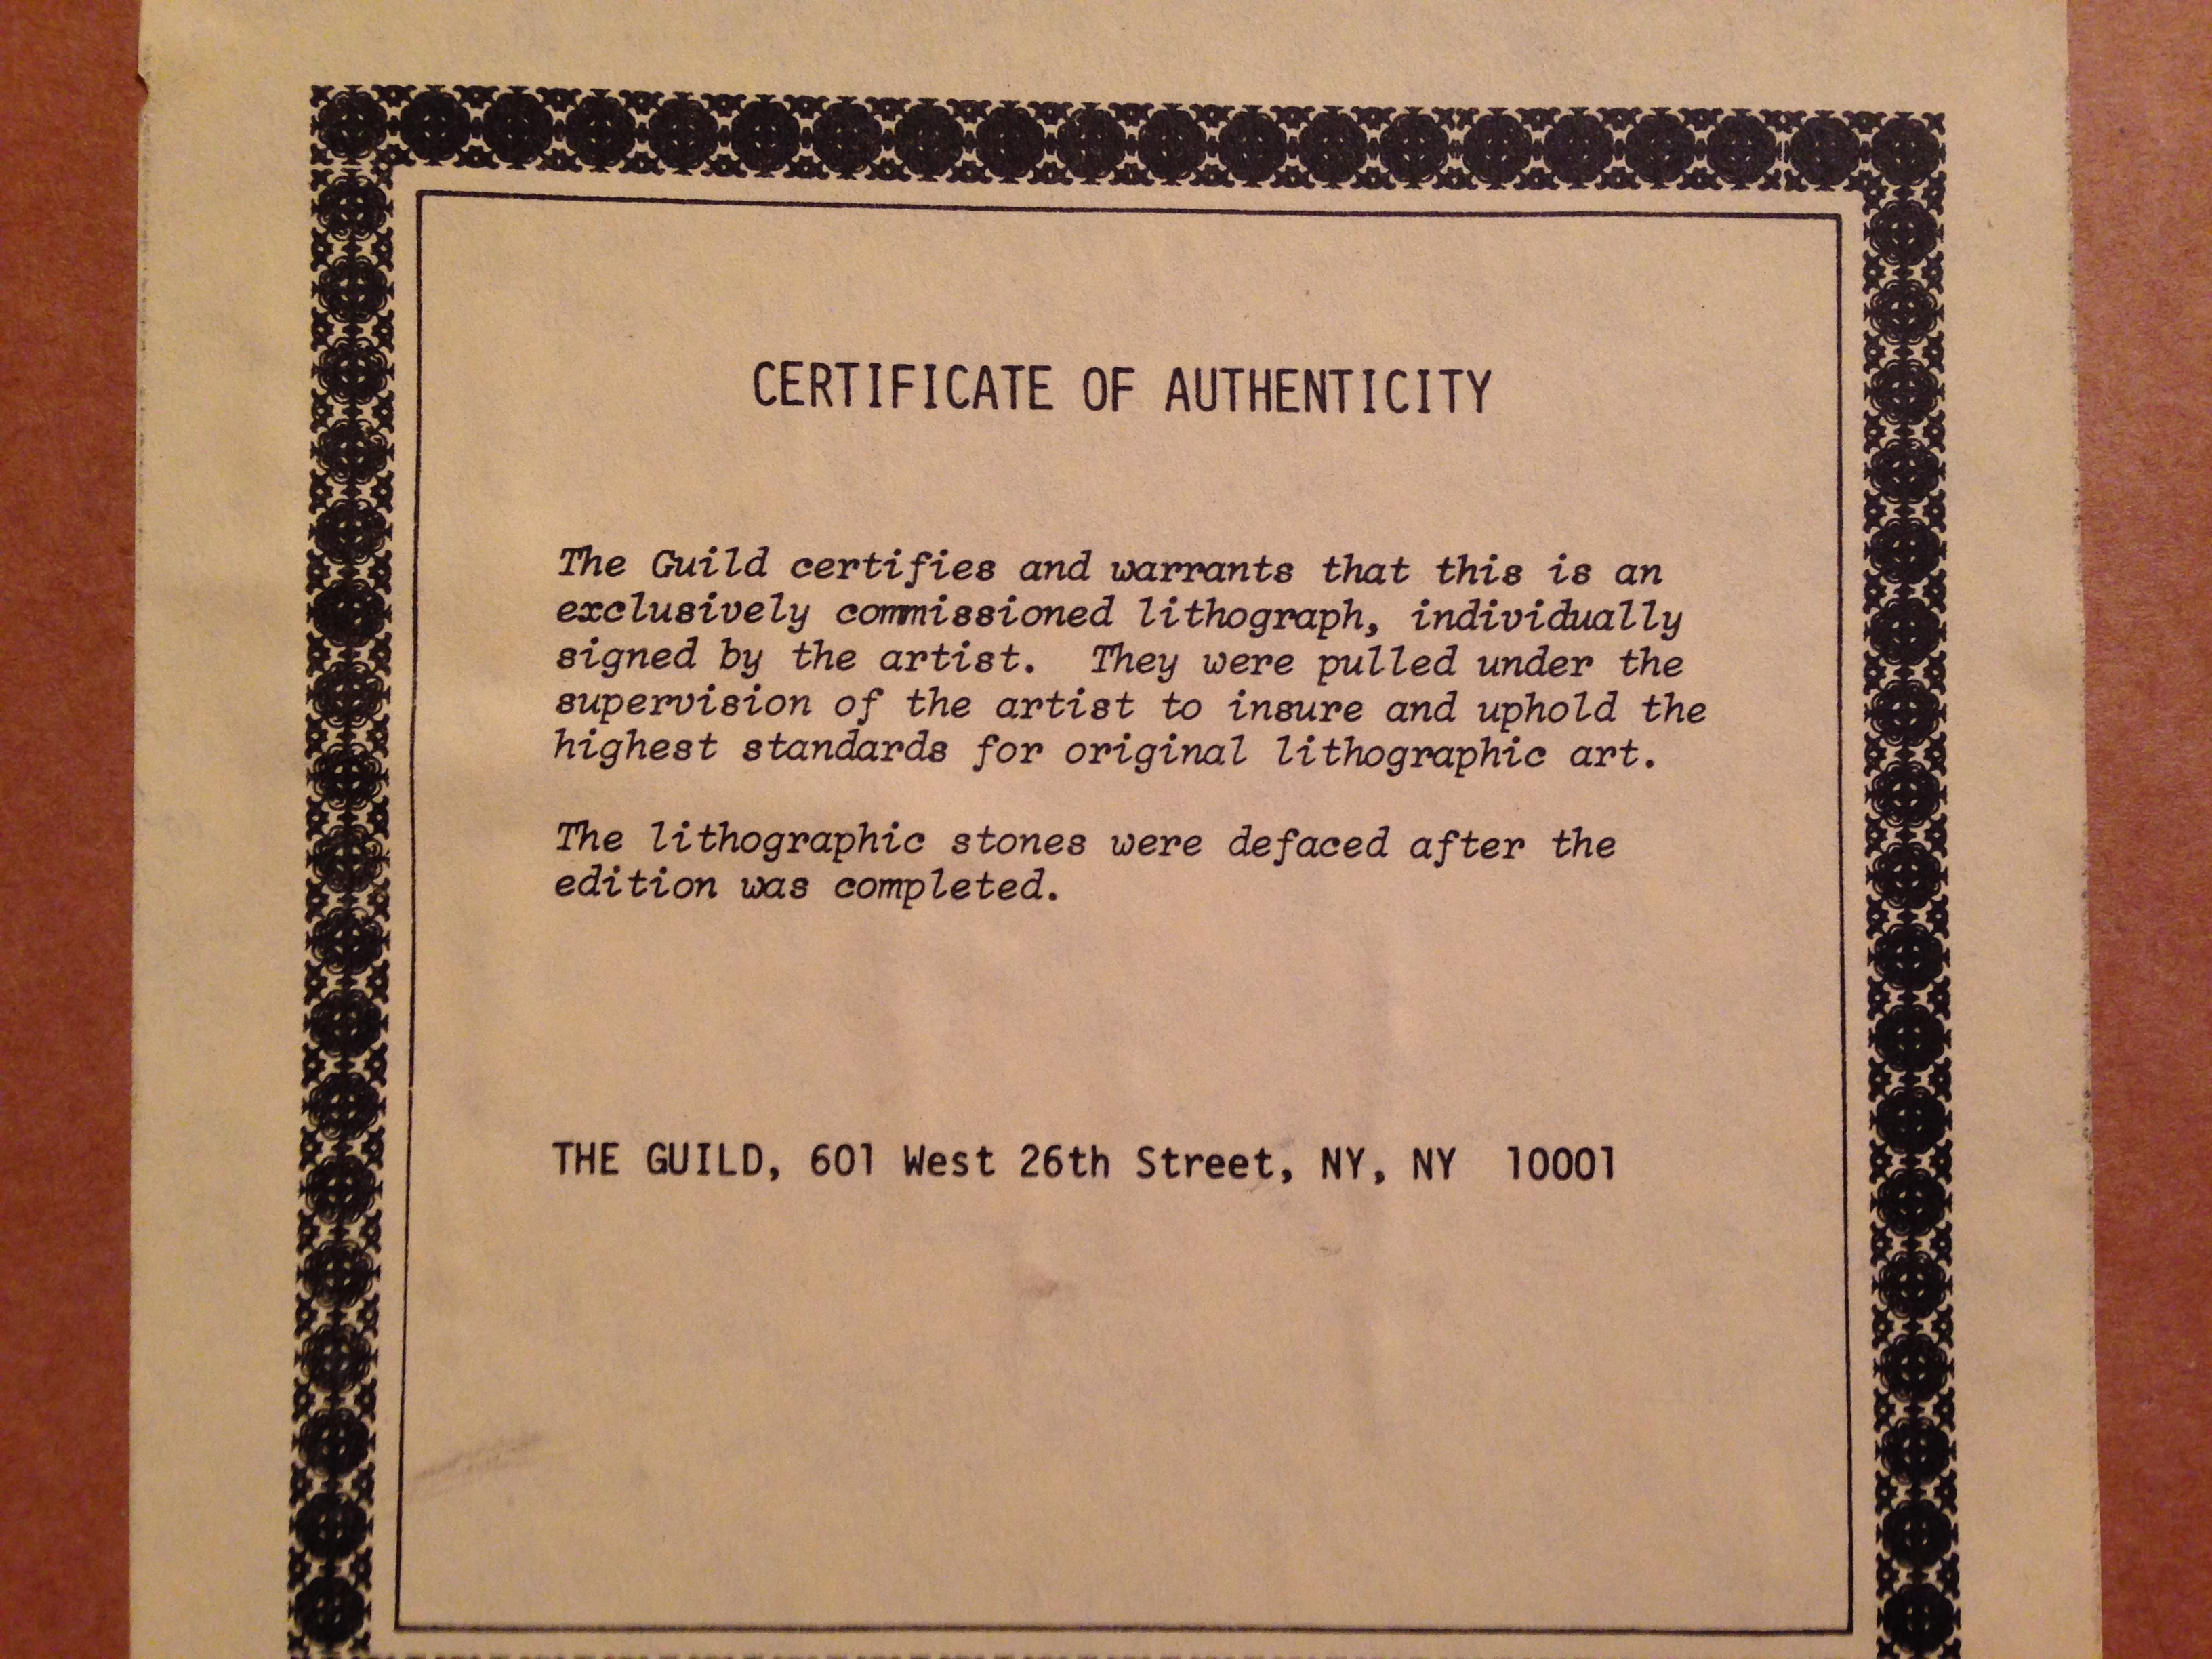 CERTIFICATE OF AUTHENTICITY
The Guild certifies and warrants that this is an
exclusively commissioned lithograph, individually
signed by the artist.  They were pulled under the
supervision of the artist to insure and uphold the
highest standards for original lithographic art.
The lithographic stones were defaced after the
edition was completed.
THE GUILD, 601 West 26th Street, NY, NY  10001